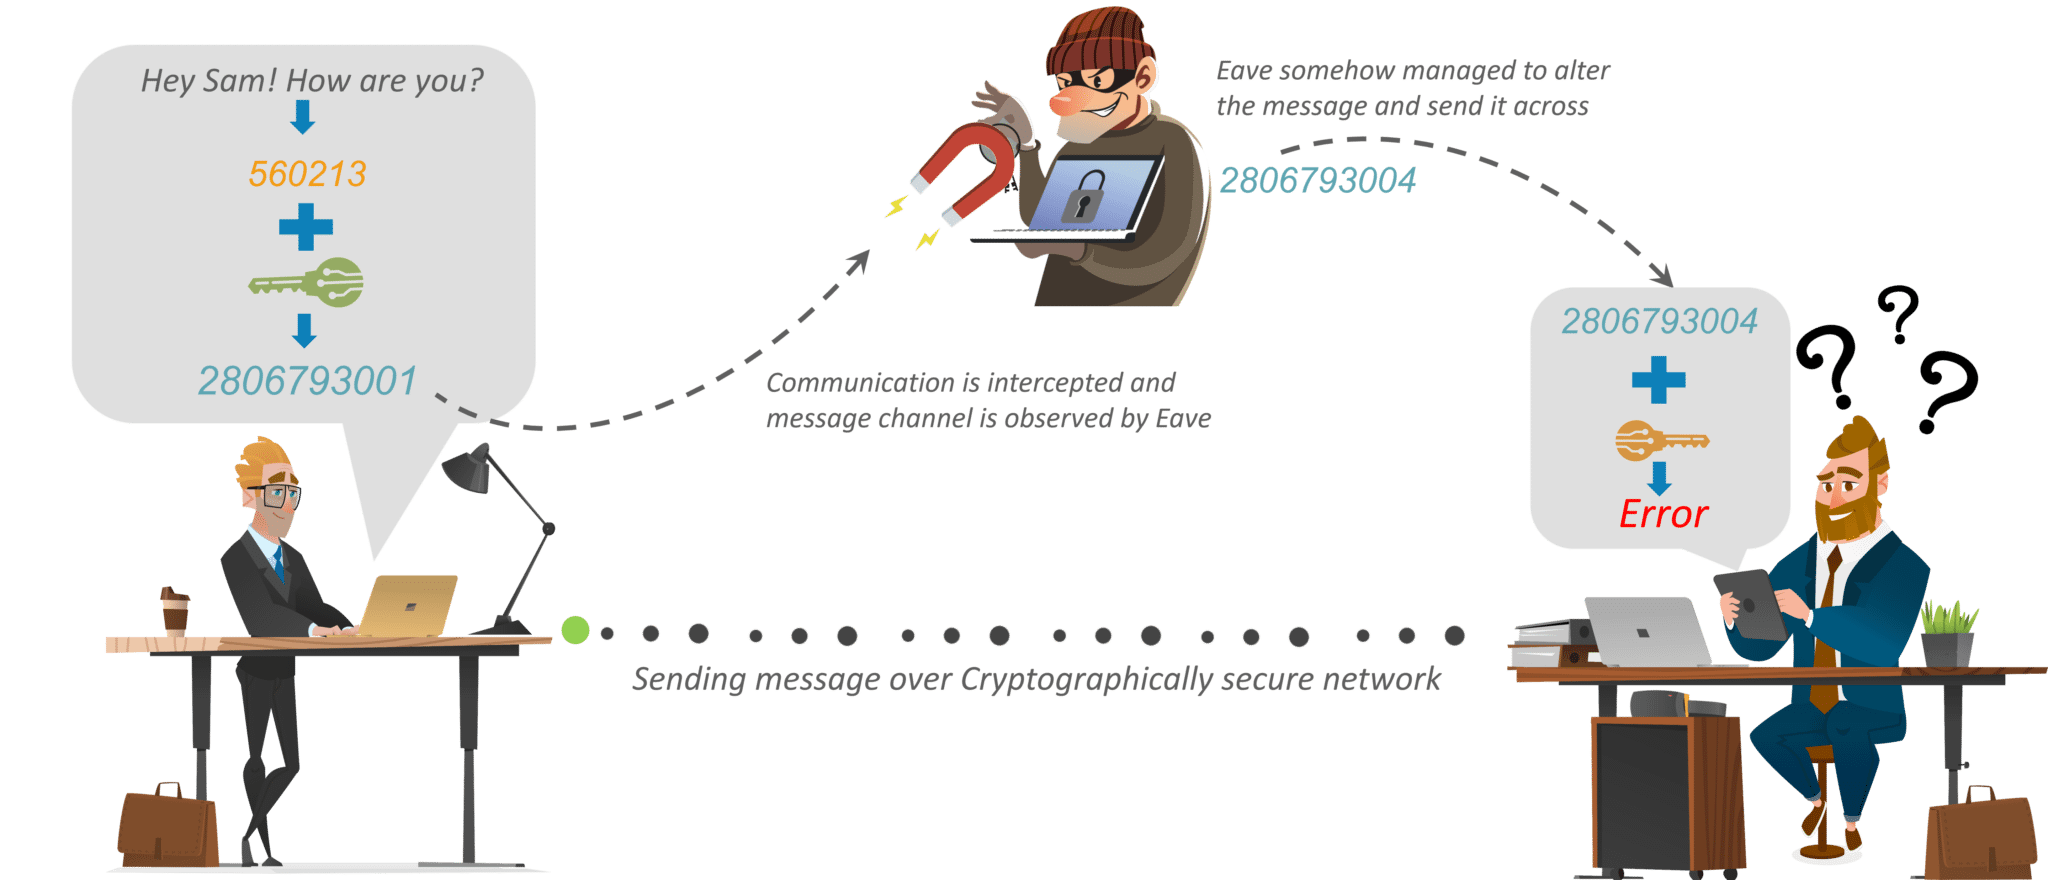 Hey Sam! How are you?
560213
2806793001
Eave somehow managed to alter
the message and send it across
2806793004
Communication is intercepted and
message channel is observed by Eave
2806793004
Error
? ? ?
Sending message over Cryptographically secure network